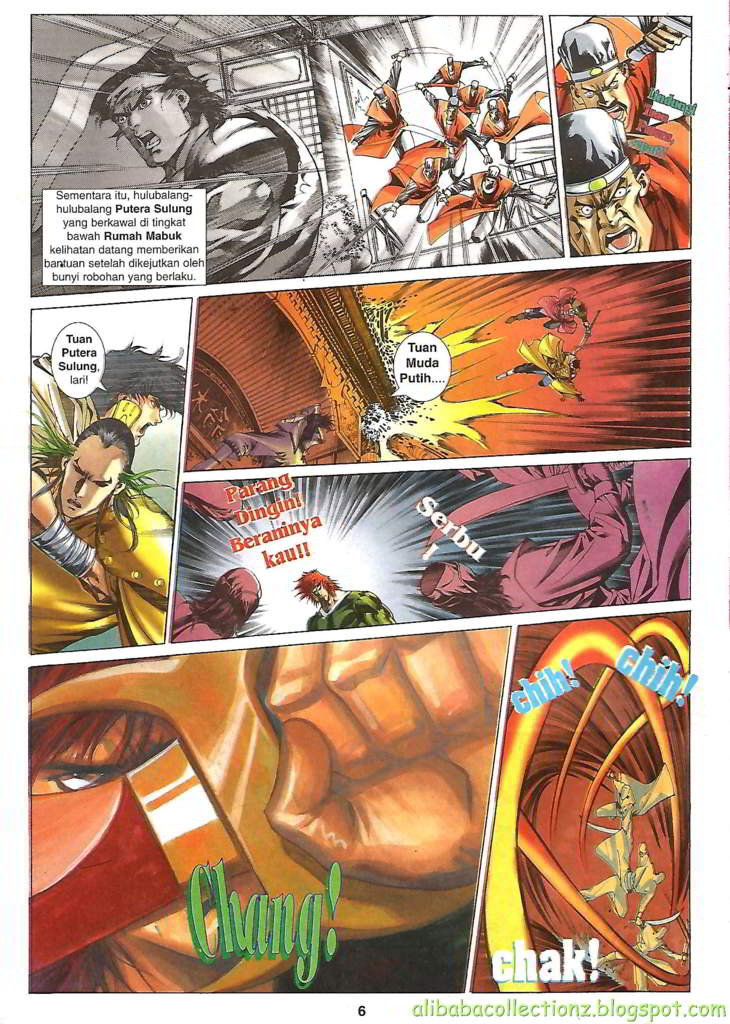 Sementara itu, hulubalang-
hulubalang Putera Sulung
yang berkawal di tingkat
bawah Rumah Mabuk
kelihatan datang memberikan
bantuan setelah dikejutkan oleh
bunyi robohan yang berlaku.
Lindungi
Tuan
Tuan
Putera
Sulung,
lari!
Tuan
Muda
Putih....
Parang
Dingin!
Beraninya
kau!!
Serbu
!
chih!
chih!
Chang!
chak!
6
alibabacollectionz.blogspot.com